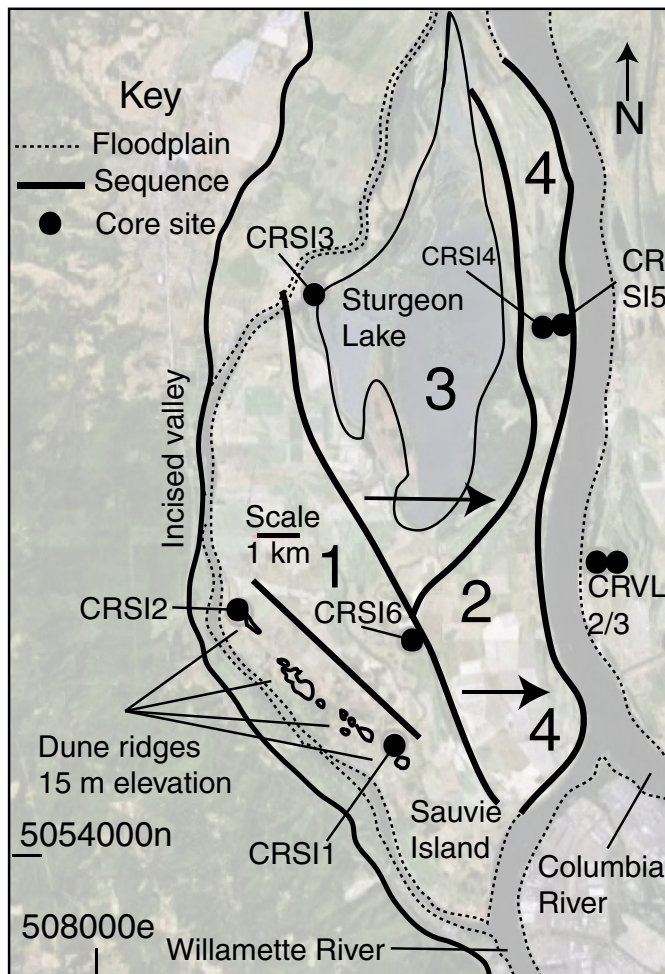 Key
Floodplain
Sequence
Core site
N
4
CRSI3
CRSI4
CR
SI5
Sturgeon
Lake
3
Incised valley
Scale
1 km
1
2
CRSI2
CRSI6
CRVL
2/3
4
Dune ridges
15 m elevation
CRSI1
Sauvie
Island
5054000n
Columbia
River
508000e
Willamette River